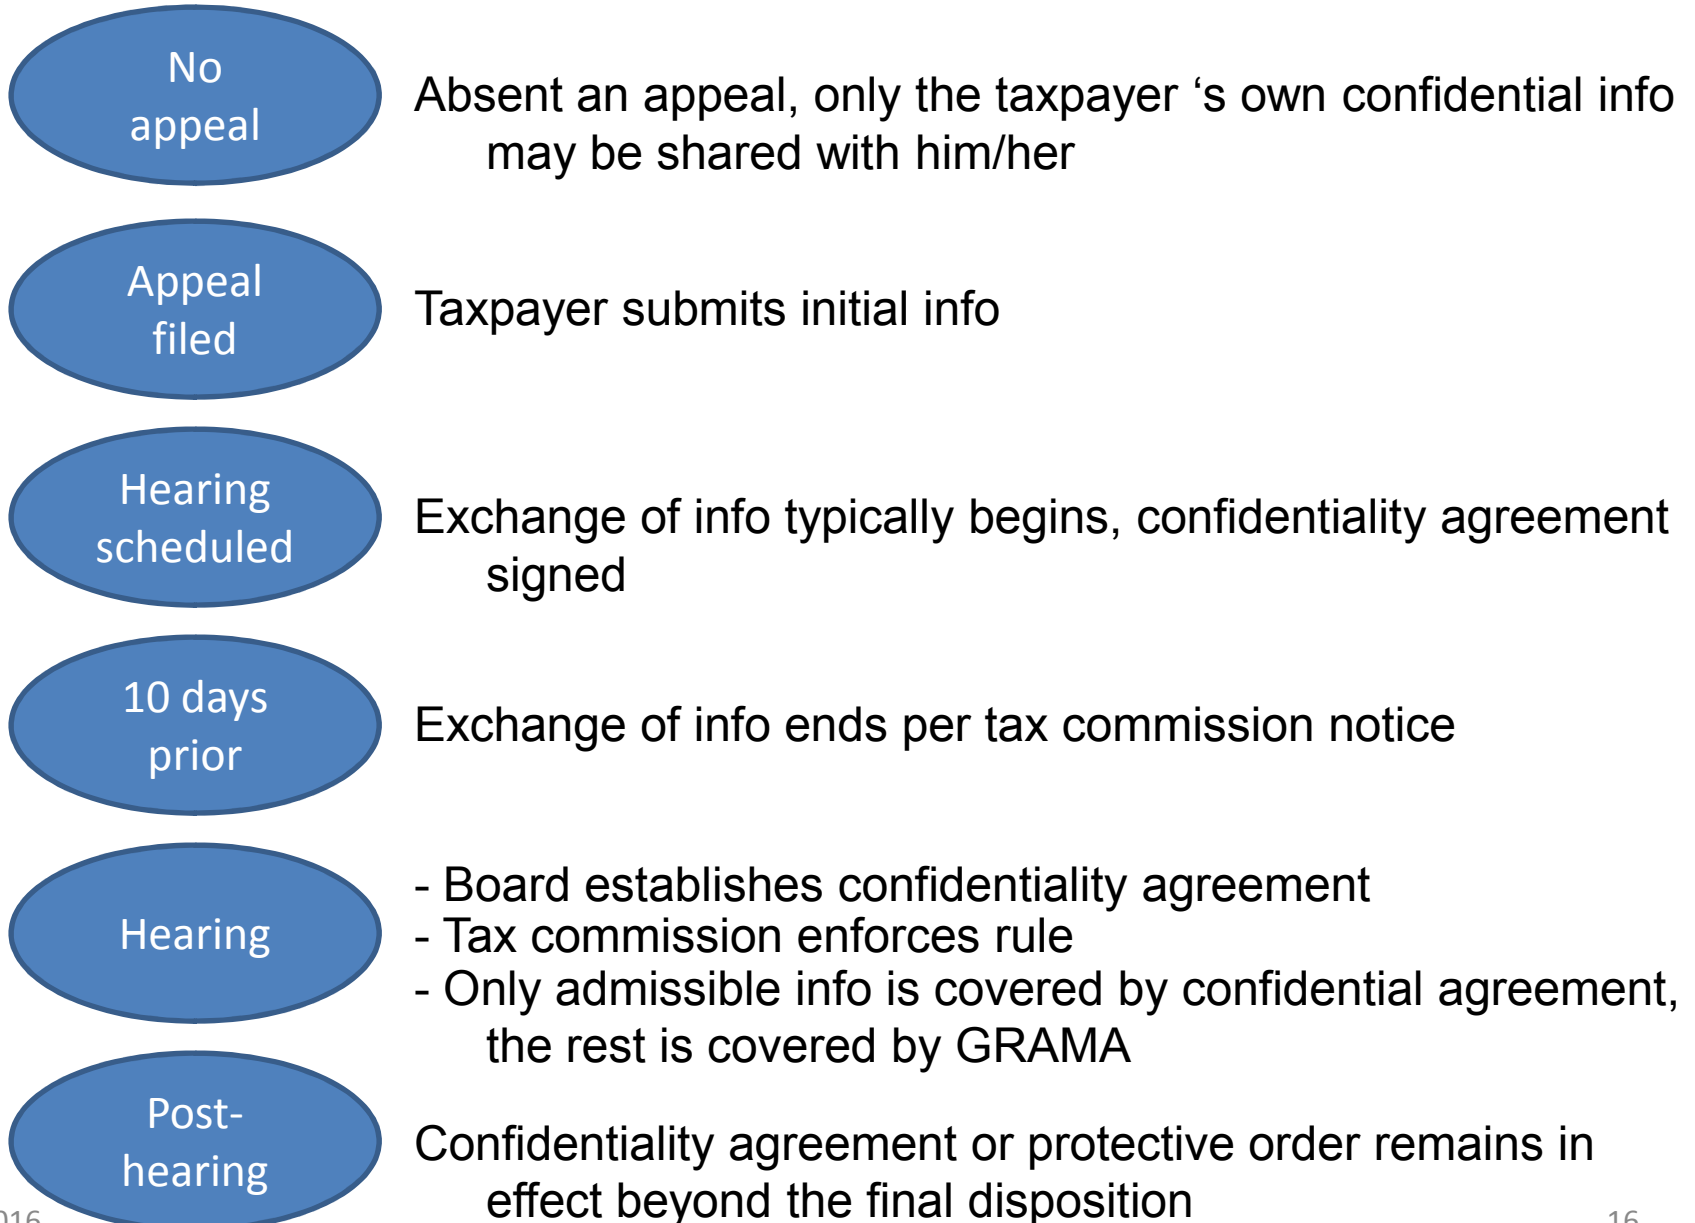 No
appeal
Absent an appeal, only the taxpayer ‘s own confidential info
may be shared with him/her
Appeal
filed
Taxpayer submits initial info
Hearing
scheduled
Exchange of info typically begins, confidentiality agreement
signed
10 days
prior
Exchange of info ends per tax commission notice
Hearing
- Board establishes confidentiality agreement
- Tax commission enforces rule
- Only admissible info is covered by confidential agreement,
the rest is covered by GRAMA
Post-
hearing
Confidentiality agreement or protective order remains in
effect beyond the final disposition
16